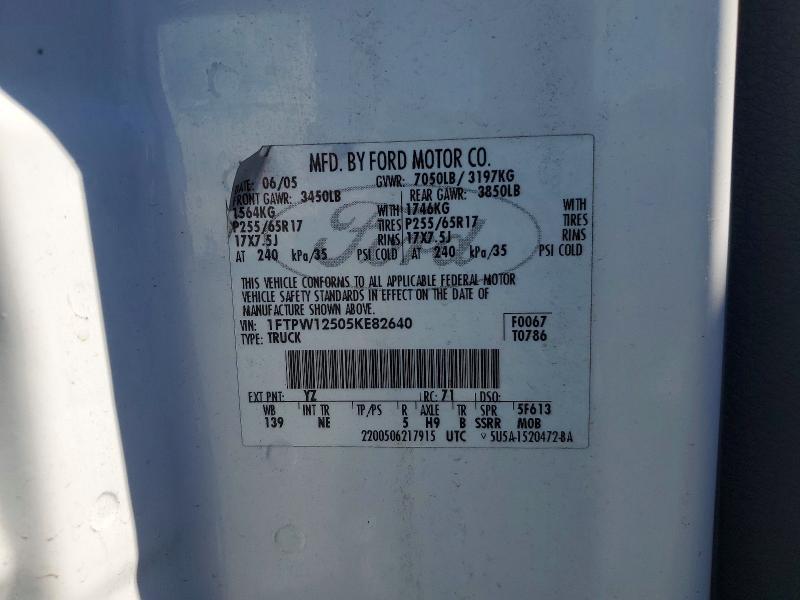 MFD. BY FORD MOTOR CO.
DATE: 06/05 GVWR: 7050LB/ 3197KG
FRONT GAWR: 3450LB REAR GAWR: 3850LB
1564KG WITH 1746KG WITH
P255/65R17 TIRES P255/65R17 TIRES
17X7.5J RIMS 17X7.5J RIMS
AT 240 kPa/35 PSI COLD AT 240 kPa/35 PSI COLD
Ford
THIS VEHICLE CONFORMS TO ALL APPLICABLE FEDERAL MOTOR
VEHICLE SAFETY STANDARDS IN EFFECT ON THE DATE OF
MANUFACTURE SHOWN ABOVE.
VIN: 1FTPW12505KE82640 F0067
TYPE: TRUCK T0786
EXT PNT: YZ RC: 71 DSO:
WB INT TR TP/PS R AXLE TR SPR 5F613
139 NE 5 H9 B SSRR MOB
2200506217915 UTC 5U5A-1520472-BA